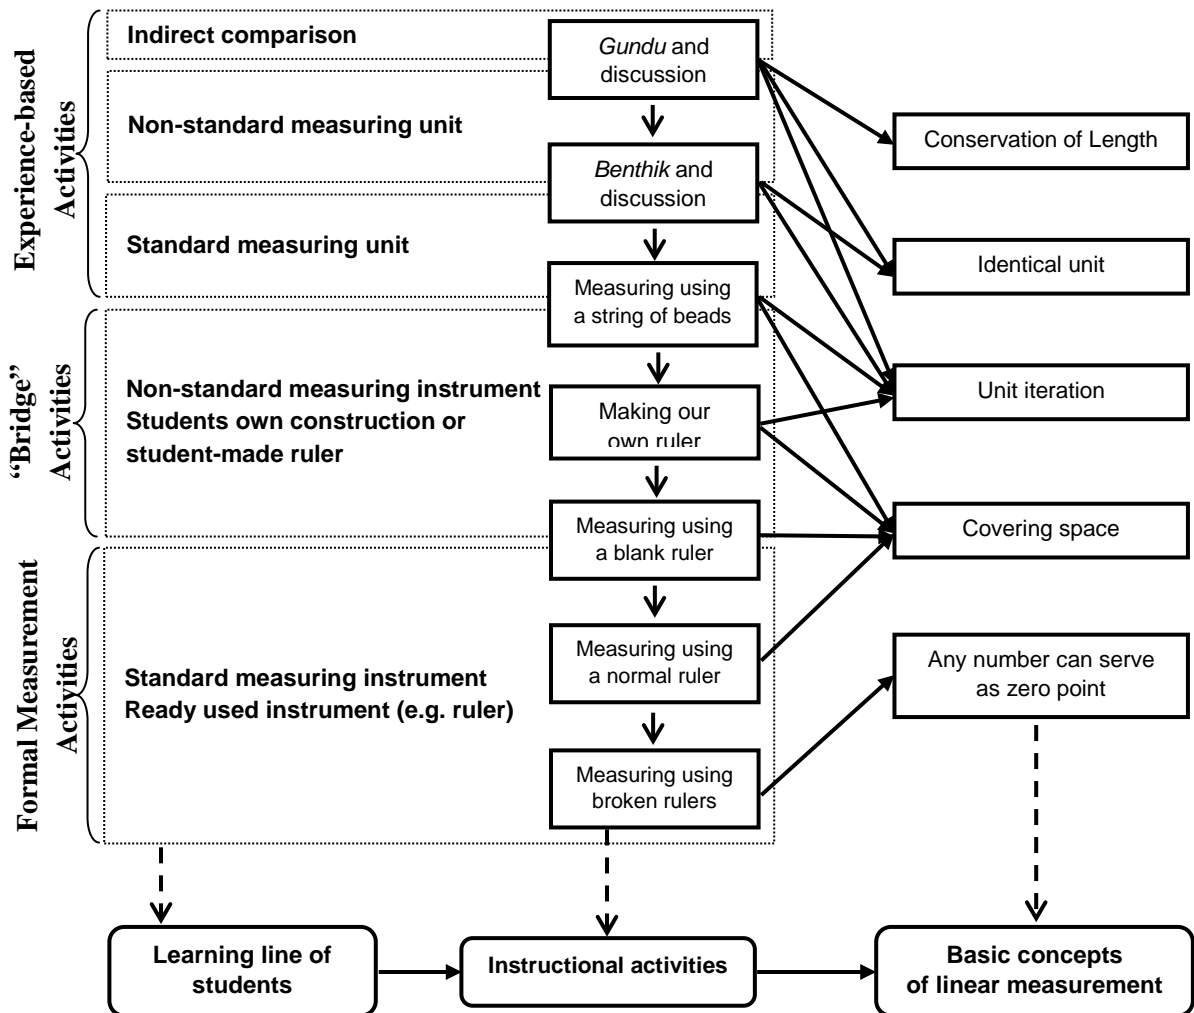 Experience-based
Activities
Indirect comparison
Non-standard measuring unit
Standard measuring unit
“Bridge”
Activities
Non-standard measuring instrument
Students own construction or
student-made ruler
Formal Measurement
Activities
Standard measuring instrument
Ready used instrument (e.g. ruler)
Gundu and
discussion
Benthik and
discussion
Measuring using
a string of beads
Making our
own ruler
Measuring using
a blank ruler
Measuring using
a normal ruler
Measuring using
broken rulers
Conservation of Length
Identical unit
Unit iteration
Covering space
Any number can serve
as zero point
Learning line of
students
Instructional activities
Basic concepts
of linear measurement